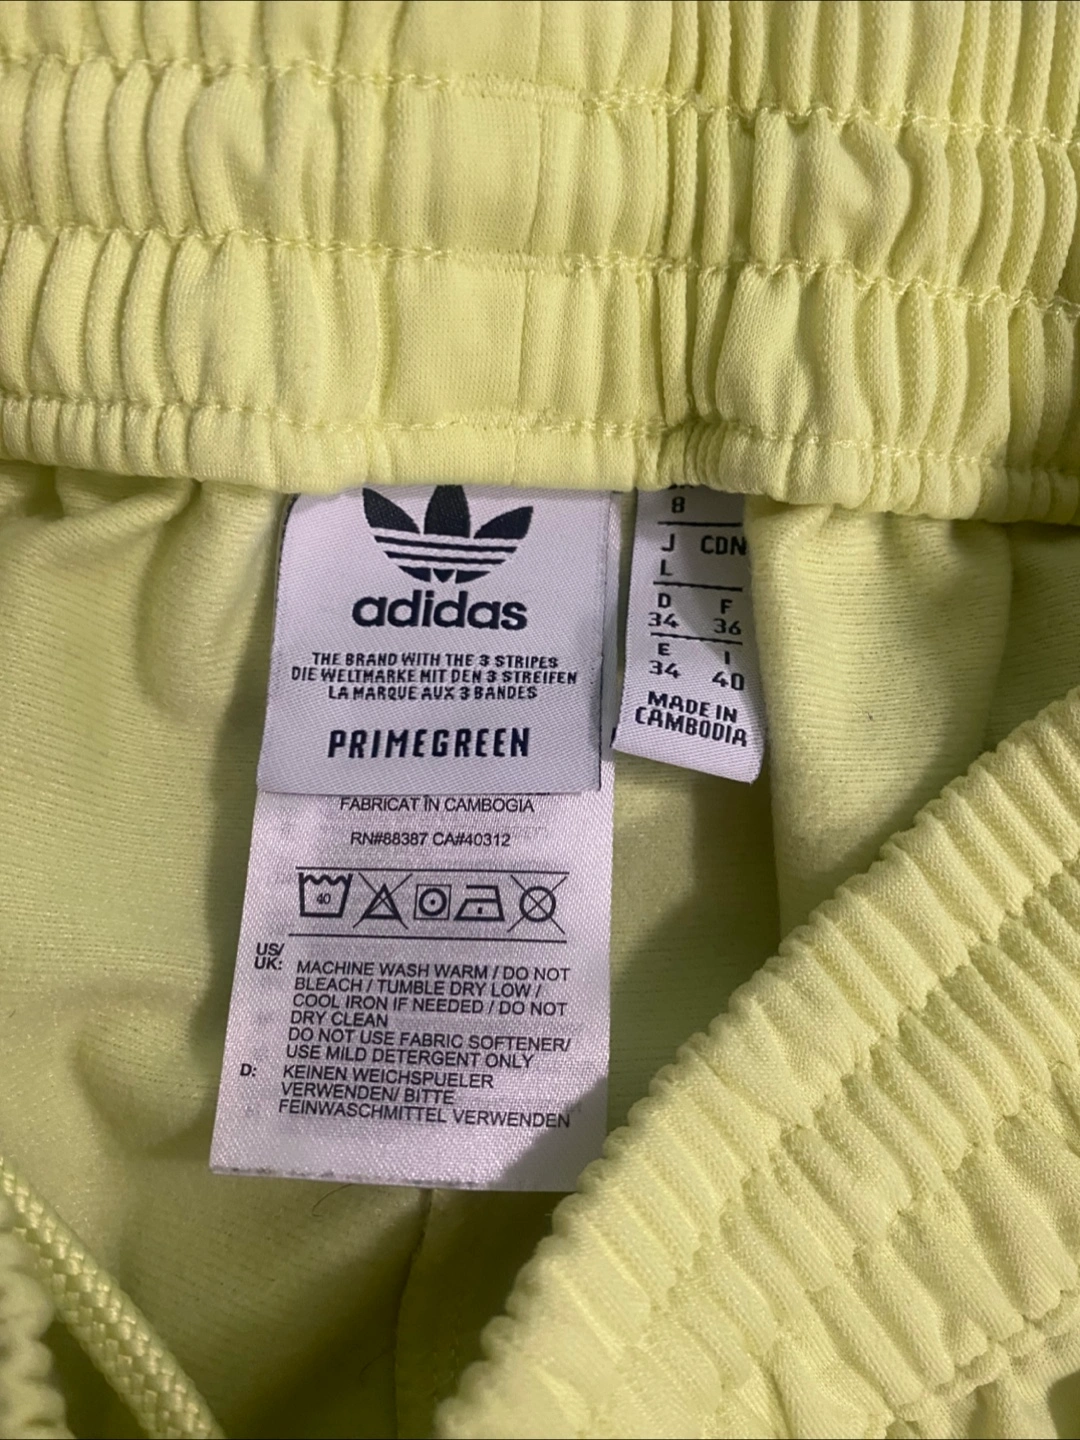 adidas
THE BRAND WITH THE 3 STRIPES
DIE WELTMARKE MIT DEN 3 STREIFEN
LA MARQUE AUX 3 BANDES
PRIMEGREEN
8
J CDN
L
D F
34 36
E I
34 40
MADE IN
CAMBODIA
FABRICAT ÎN CAMBOGIA
RN#88387 CA#40312
40
US/
UK: MACHINE WASH WARM / DO NOT
BLEACH / TUMBLE DRY LOW /
COOL IRON IF NEEDED / DO NOT
DRY CLEAN
DO NOT USE FABRIC SOFTENER/
USE MILD DETERGENT ONLY
D: KEINEN WEICHSPUELER
VERWENDEN/ BITTE
FEINWASCHMITTEL VERWENDEN